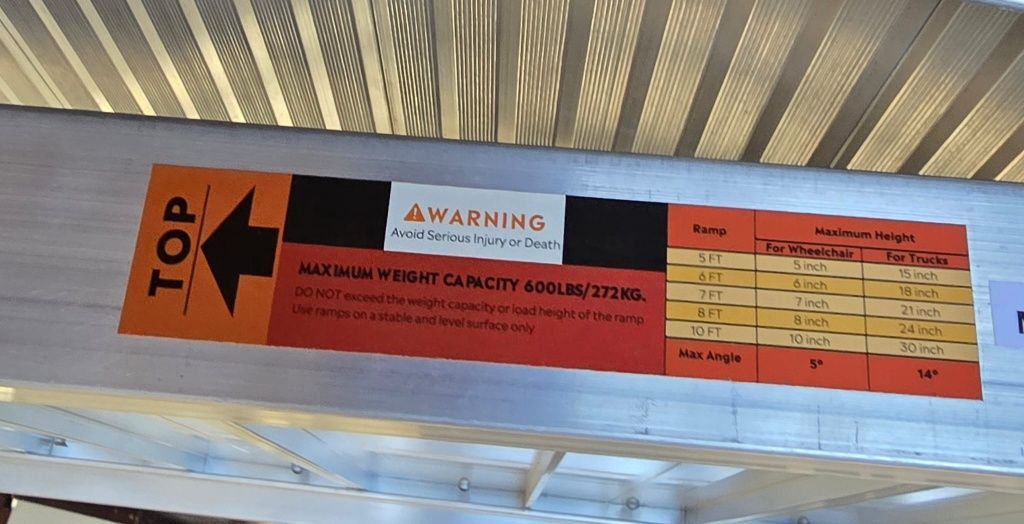 TOP
WARNING
Avoid Serious Injury or Death
MAXIMUM WEIGHT CAPACITY 600LBS/272KG.
DO NOT exceed the weight capacity or load height of the ramp
Use ramps on a stable and level surface only
Ramp Maximum Height
For Wheelchair For Trucks
5 FT 5 inch 15 inch
6 FT 6 inch 18 inch
7 FT 7 inch 21 inch
8 FT 8 inch 24 inch
10 FT 10 inch 30 inch
Max Angle 5° 14°